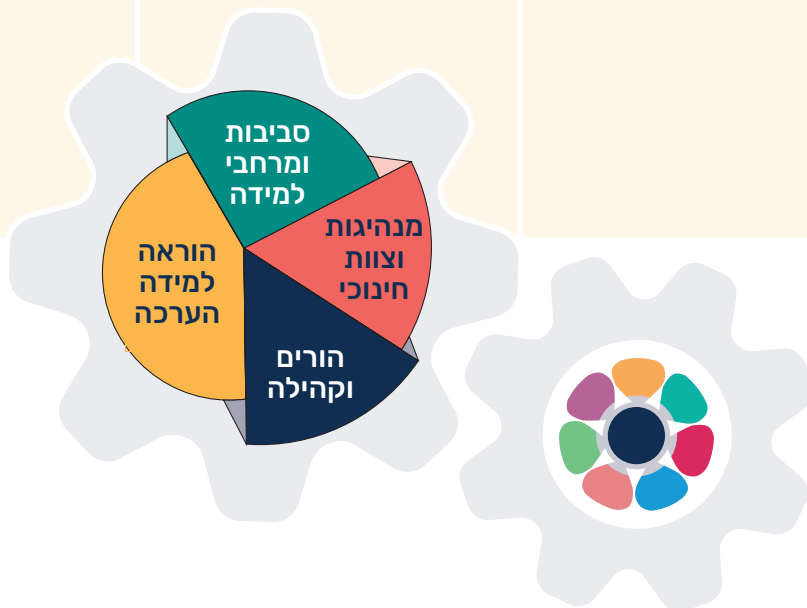 סביבות
ומרחבי
למידה
מנהיגות
וצוות
חינוכי
הוראה
למידה
הערכה
הורים
וקהילה